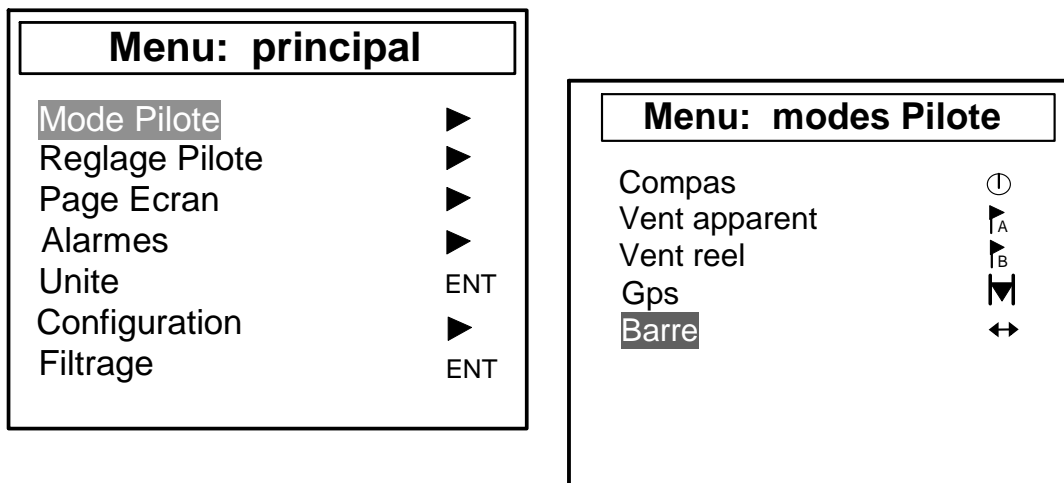 Menu: principal
Mode Pilote
Reglage Pilote
Page Ecran
Alarmes
Unite ENT
Configuration
Filtrage ENT
Menu: modes Pilote
Compas
Vent apparent A
Vent reel B
Gps
Barre